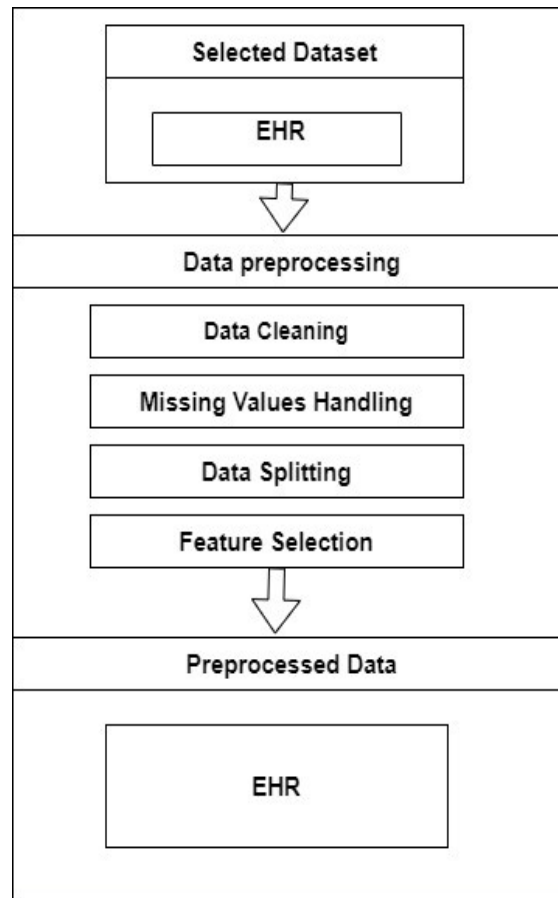 Selected Dataset
EHR
Data preprocessing
Data Cleaning
Missing Values Handling
Data Splitting
Feature Selection
Preprocessed Data
EHR